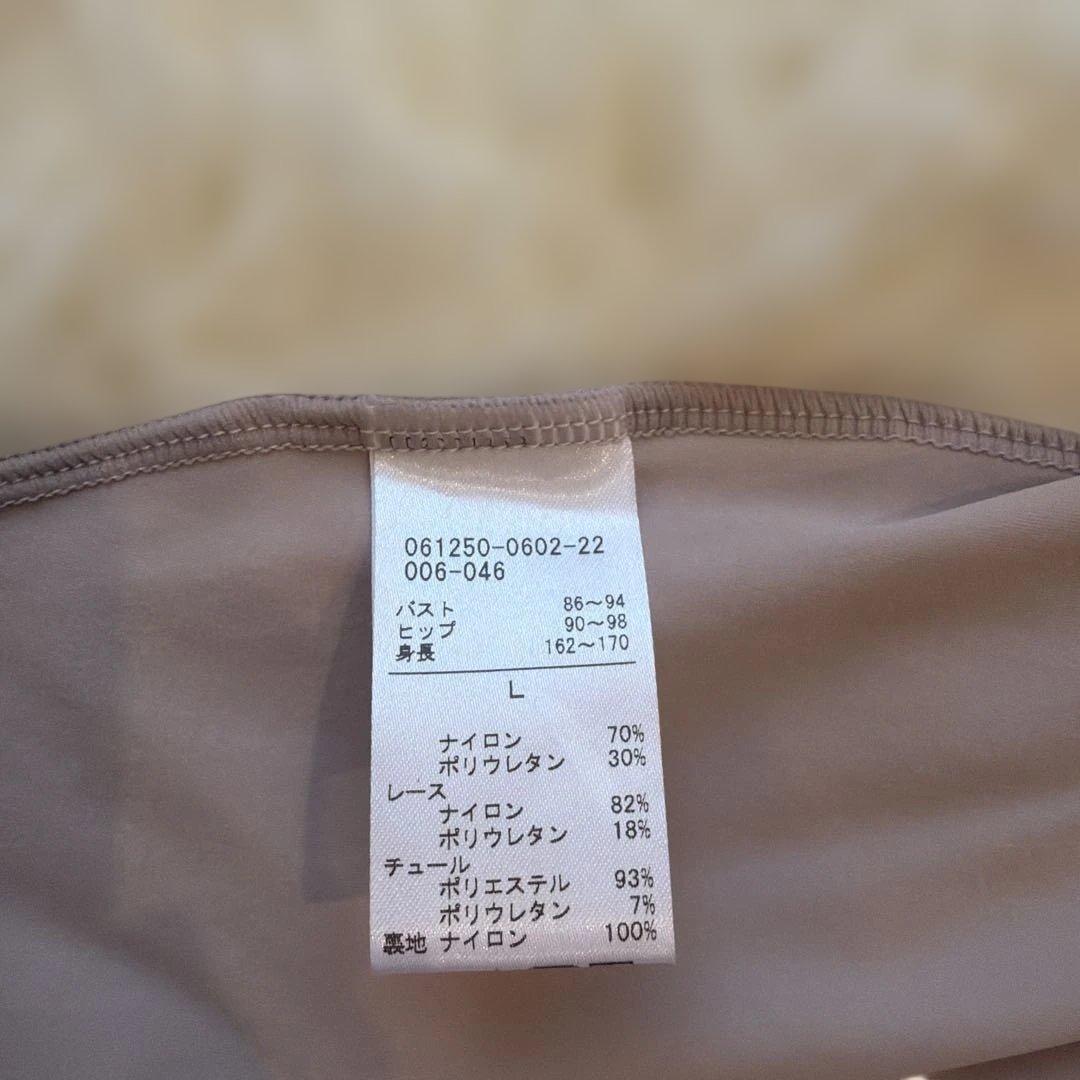 061250-0602-22
006-046
バスト 86～94
ヒップ 90～98
身長 162～170
L
ナイロン 70%
ポリウレタン 30%
レース
ナイロン 82%
ポリウレタン 18%
チュール
ポリエステル 93%
ポリウレタン 7%
裏地 ナイロン 100%